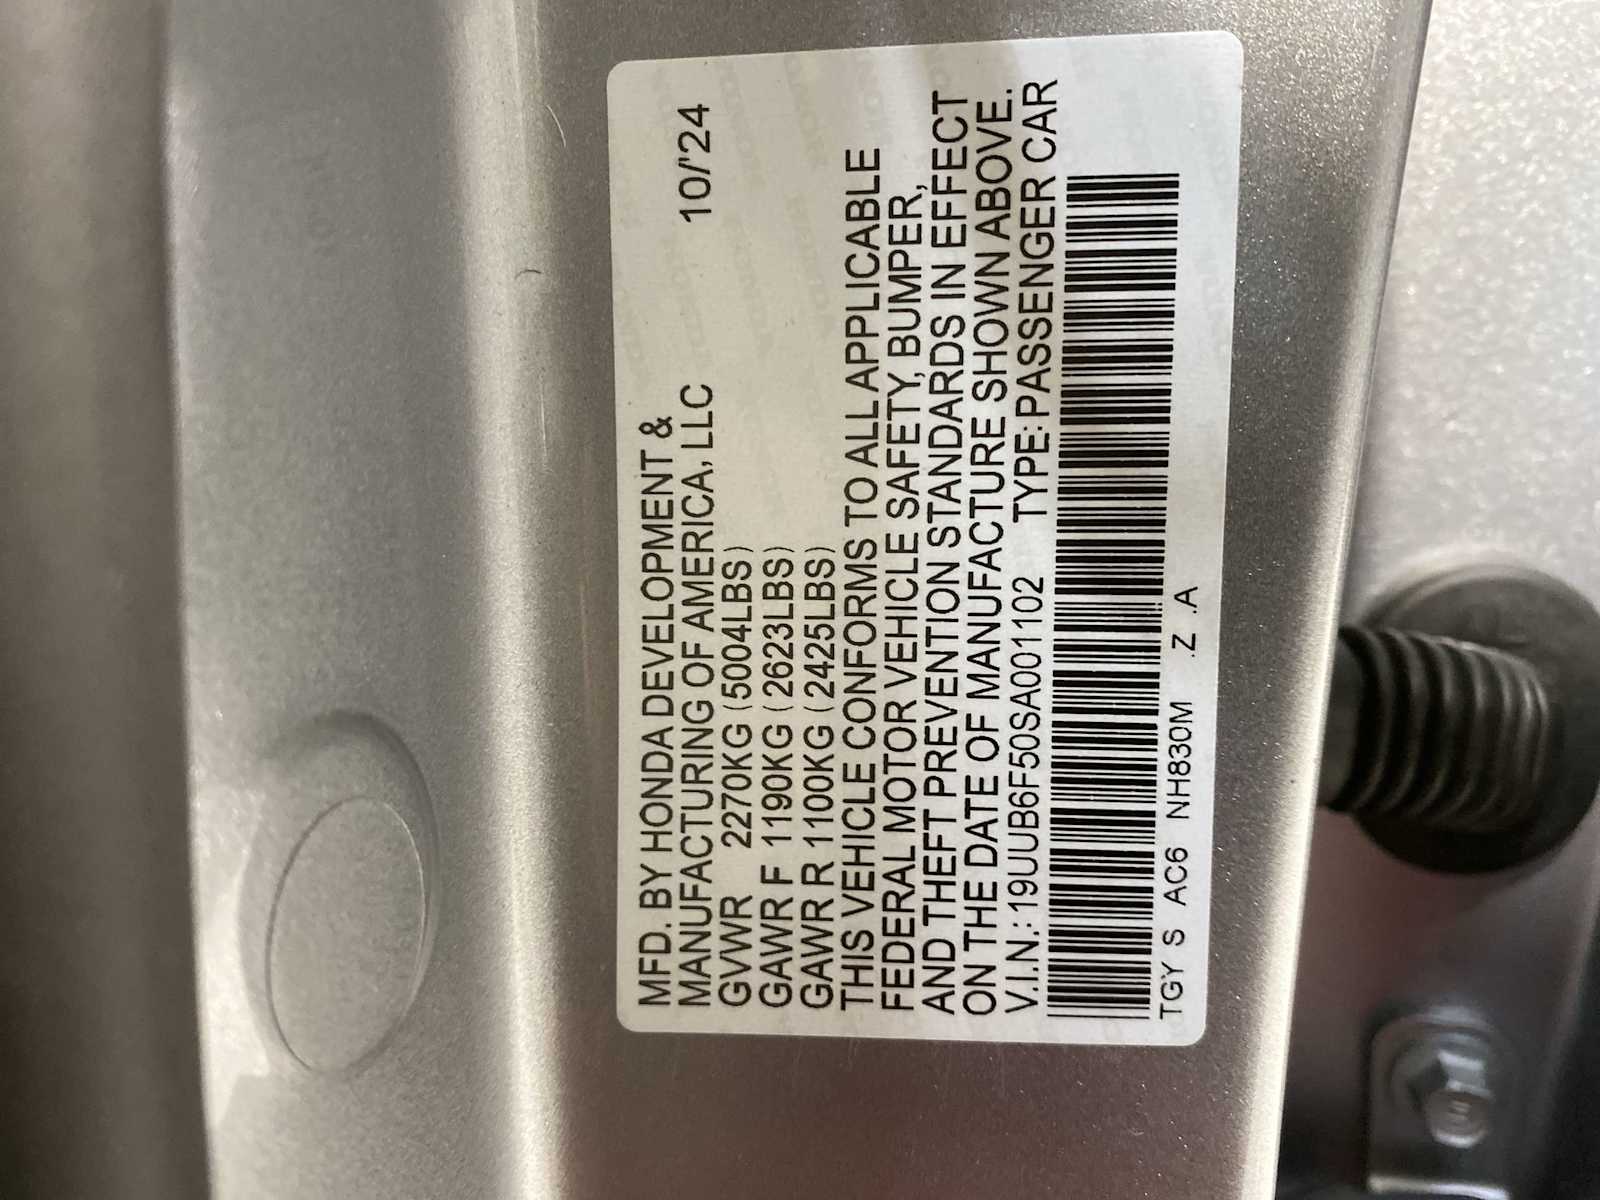 MFD. BY HONDA DEVELOPMENT &
MANUFACTURING OF AMERICA, LLC 10/'24
GVWR 2270KG (5004LBS)
GAWR F 1190KG (2623LBS)
GAWR R 1100KG (2425LBS)
THIS VEHICLE CONFORMS TO ALL APPLICABLE
FEDERAL MOTOR VEHICLE SAFETY, BUMPER,
AND THEFT PREVENTION STANDARDS IN EFFECT
ON THE DATE OF MANUFACTURE SHOWN ABOVE.
V.I.N.: 19UUB6F50SA001102 TYPE: PASSENGER CAR
TGY S AC6 NH830M .Z .A